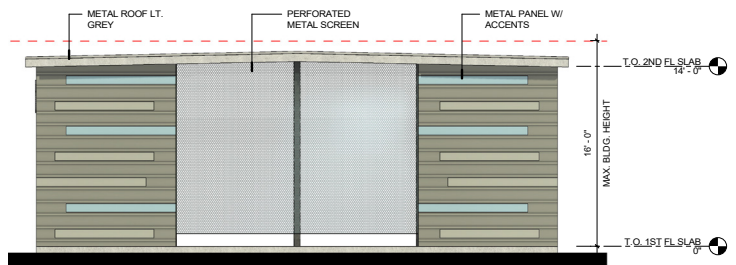 METAL ROOF LT.
GREY
PERFORATED
METAL SCREEN
METAL PANEL W/
ACCENTS
T.O. 2ND FL SLAB
14' - 0"
16' - 0"
MAX. BLDG. HEIGHT
T.O. 1ST FL SLAB
0"